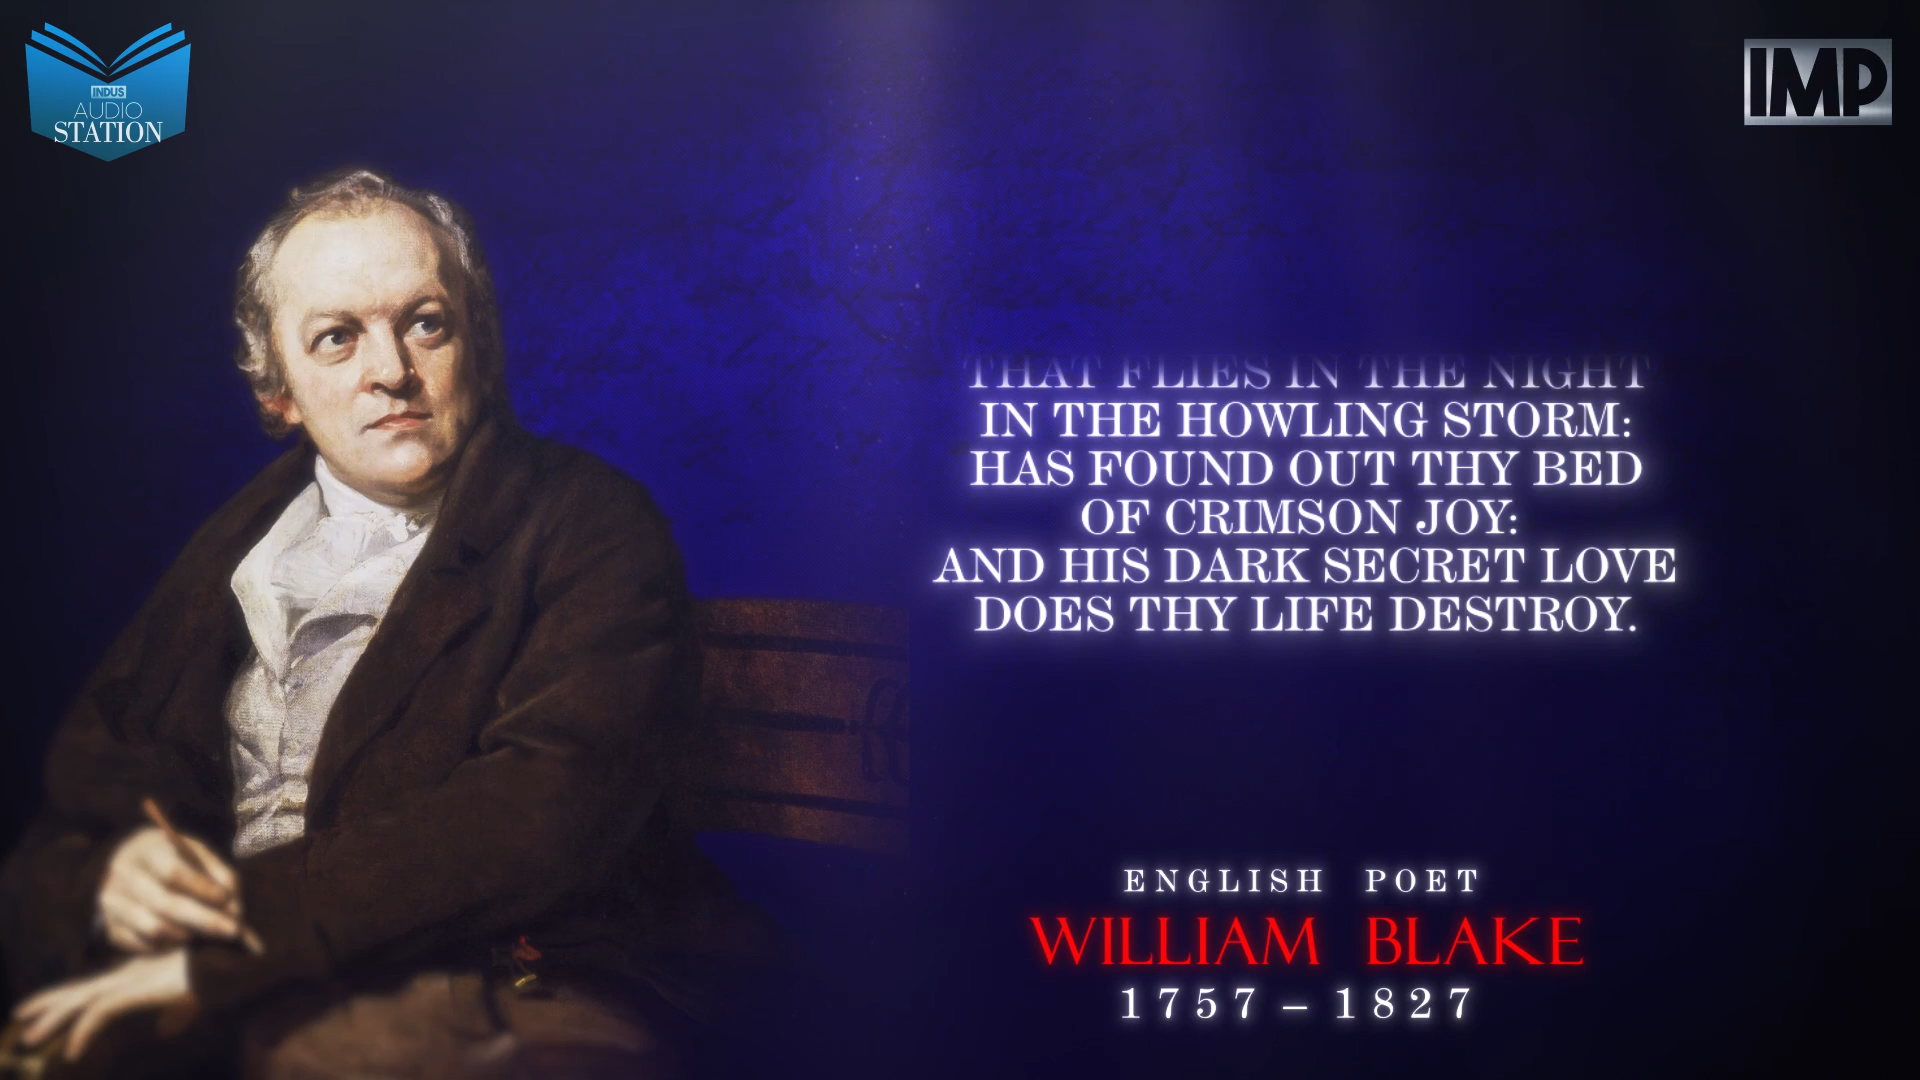 INDUS
AUDIO
STATION
IMP
THAT FLIES IN THE NIGHT
IN THE HOWLING STORM:
HAS FOUND OUT THY BED
OF CRIMSON JOY:
AND HIS DARK SECRET LOVE
DOES THY LIFE DESTROY.
ENGLISH POET
WILLIAM BLAKE
1757 – 1827